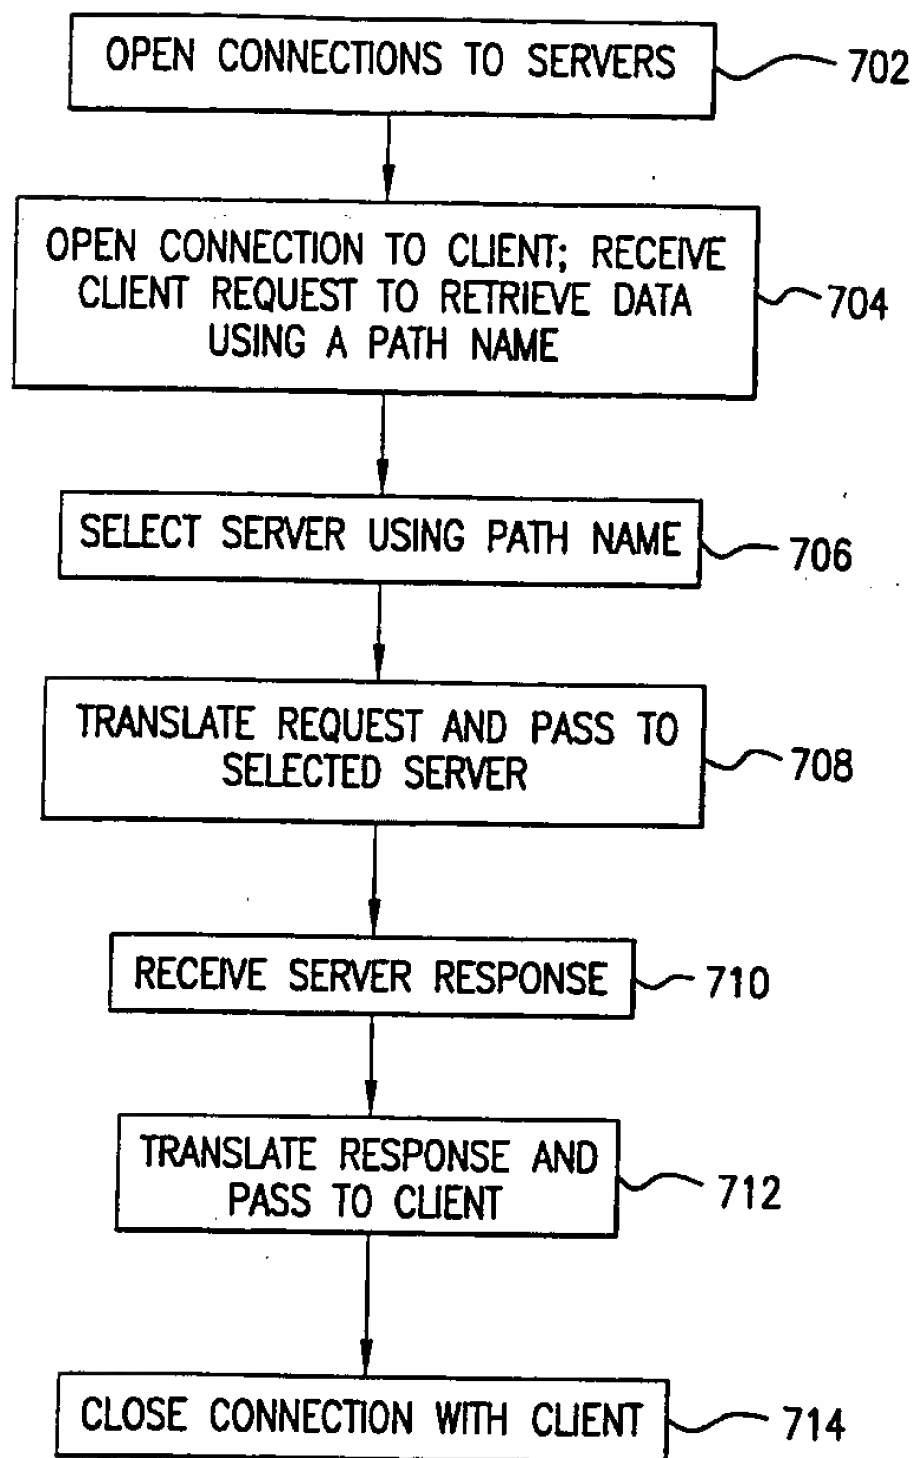 OPEN CONNECTIONS TO SERVERS
702
OPEN CONNECTION TO CLIENT; RECEIVE
CLIENT REQUEST TO RETRIEVE DATA
USING A PATH NAME
704
SELECT SERVER USING PATH NAME
706
TRANSLATE REQUEST AND PASS TO
SELECTED SERVER
708
RECEIVE SERVER RESPONSE
710
TRANSLATE RESPONSE AND
PASS TO CLIENT
712
CLOSE CONNECTION WITH CLIENT
714